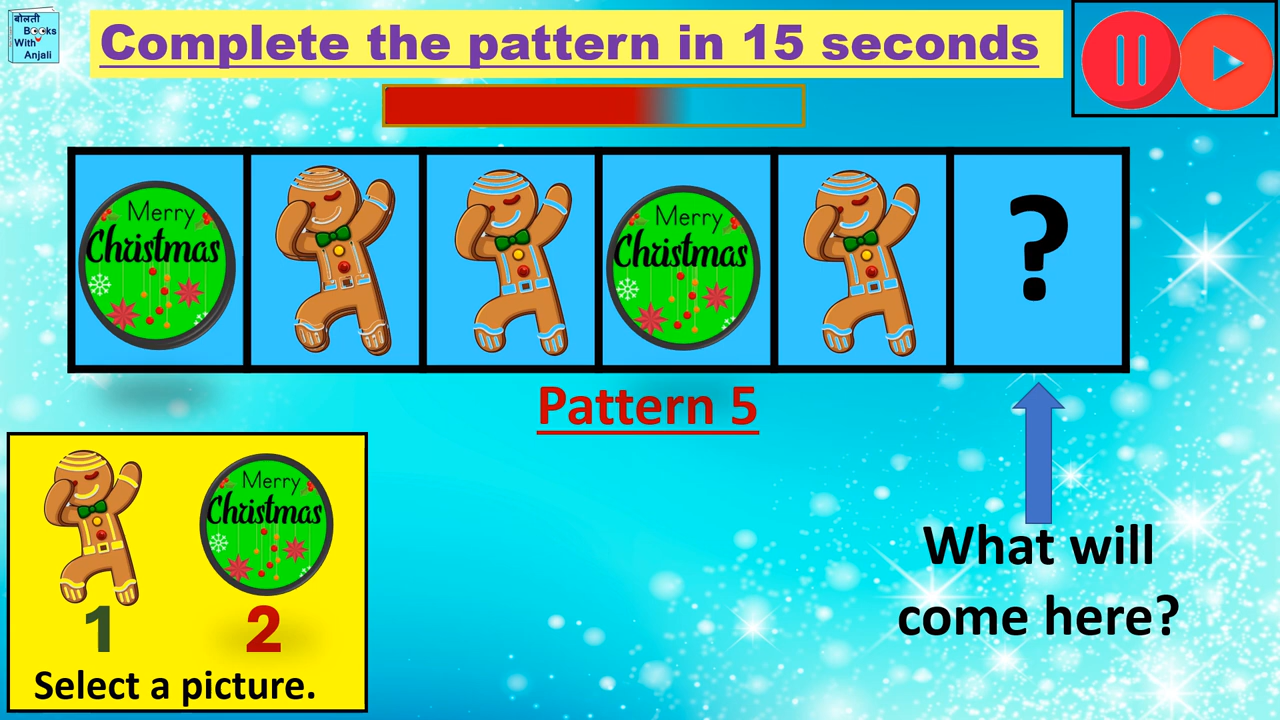 बोलती
Books
With
Anjali
Complete the pattern in 15 seconds
Merry
Christmas
Merry
Christmas
?
Pattern 5
Merry
Christmas
1
2
Select a picture.
What will
come here?